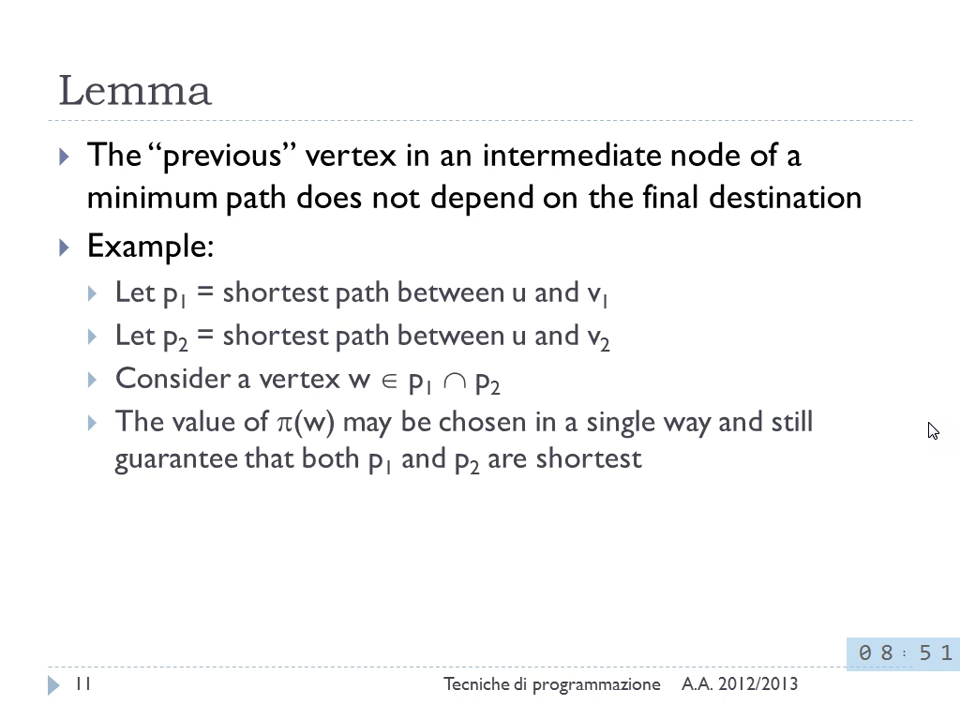 Lemma
The “previous” vertex in an intermediate node of a
minimum path does not depend on the final destination
Example:
Let p₁ = shortest path between u and v₁
Let p₂ = shortest path between u and v₂
Consider a vertex w ∈ p₁ ∩ p₂
The value of π(w) may be chosen in a single way and still
guarantee that both p₁ and p₂ are shortest
08:51
11 Tecniche di programmazione A.A. 2012/2013